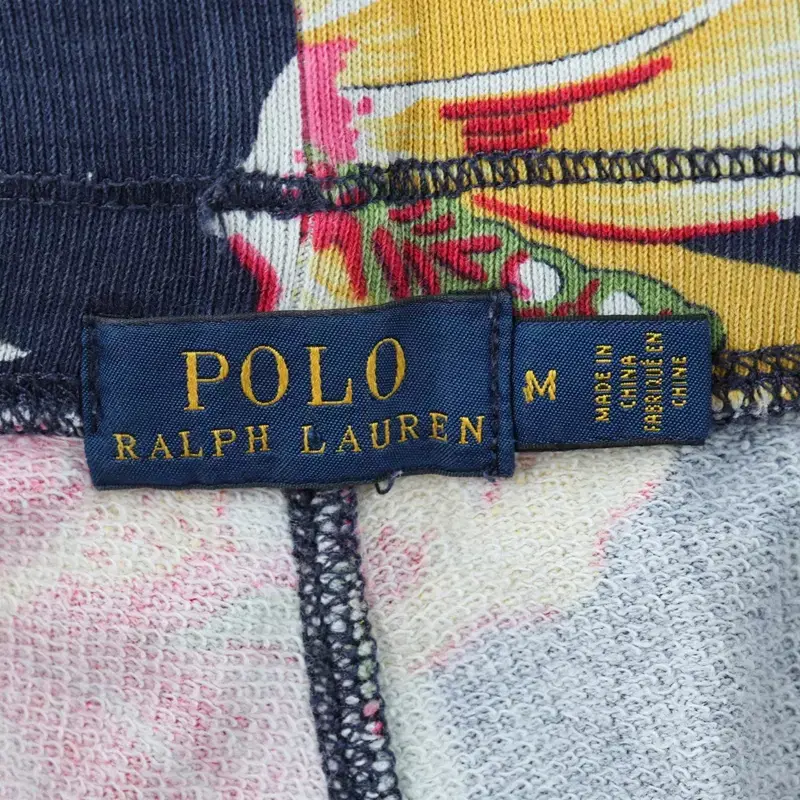 POLO
RALPH LAUREN
M
MADE IN
CHINA
FABRIQUÉ EN
CHINE